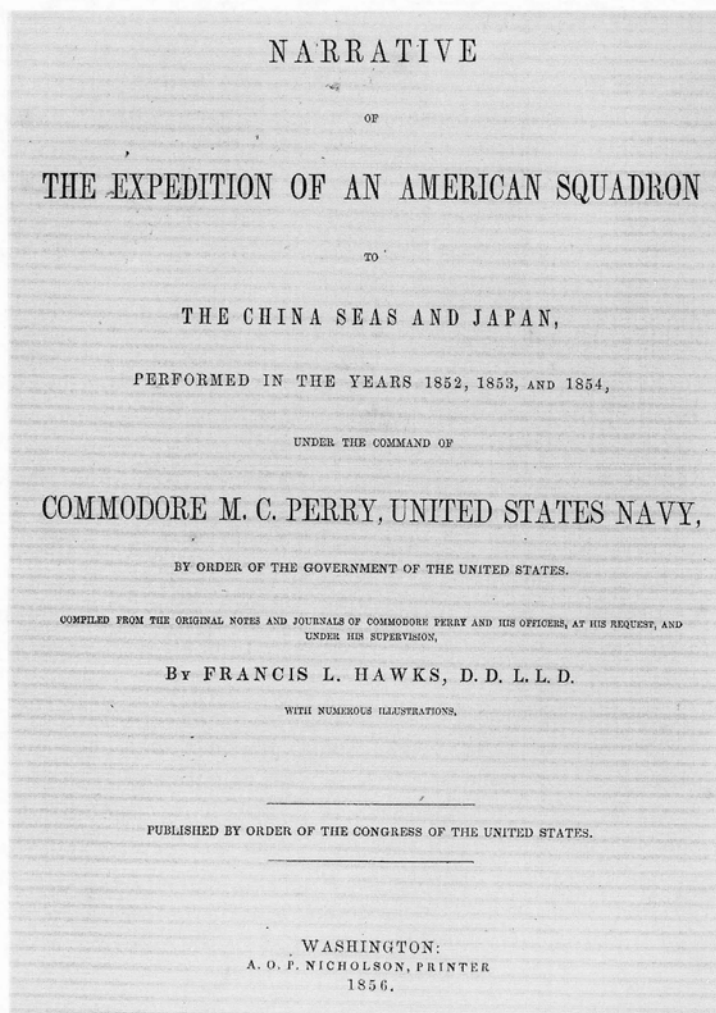 NARRATIVE
OF
THE EXPEDITION OF AN AMERICAN SQUADRON
TO
THE CHINA SEAS AND JAPAN,
PERFORMED IN THE YEARS 1852, 1853, AND 1854,
UNDER THE COMMAND OF
COMMODORE M. C. PERRY, UNITED STATES NAVY,
BY ORDER OF THE GOVERNMENT OF THE UNITED STATES.
COMPILED FROM THE ORIGINAL NOTES AND JOURNALS OF COMMODORE PERRY AND HIS OFFICERS, AT HIS REQUEST, AND
UNDER HIS SUPERVISION,
BY FRANCIS L. HAWKS, D. D. L. L. D.
WITH NUMEROUS ILLUSTRATIONS.
PUBLISHED BY ORDER OF THE CONGRESS OF THE UNITED STATES.
WASHINGTON:
A. O. P. NICHOLSON, PRINTER
1856.